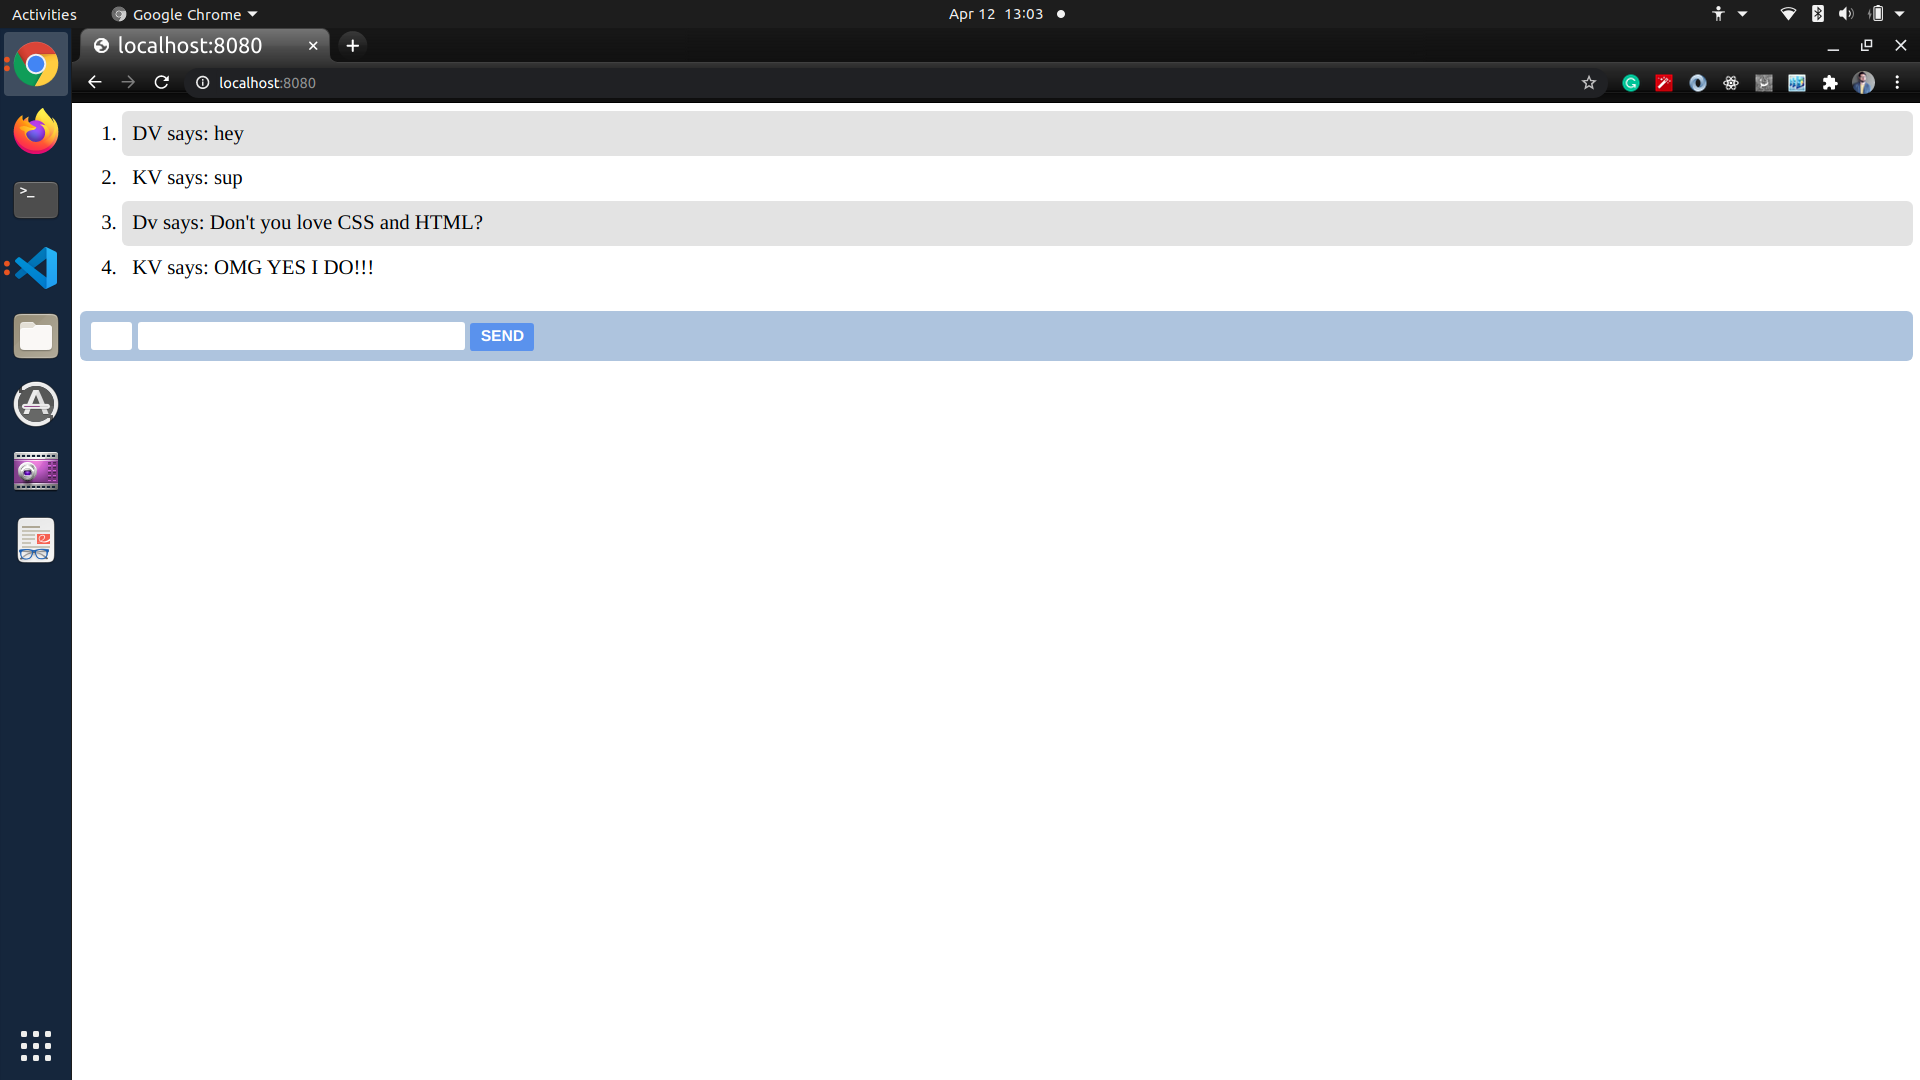 Activities Google Chrome Apr 12 13:03
localhost:8080
localhost:8080
1. DV says: hey
2. KV says: sup
3. Dv says: Don't you love CSS and HTML?
4. KV says: OMG YES I DO!!!
SEND